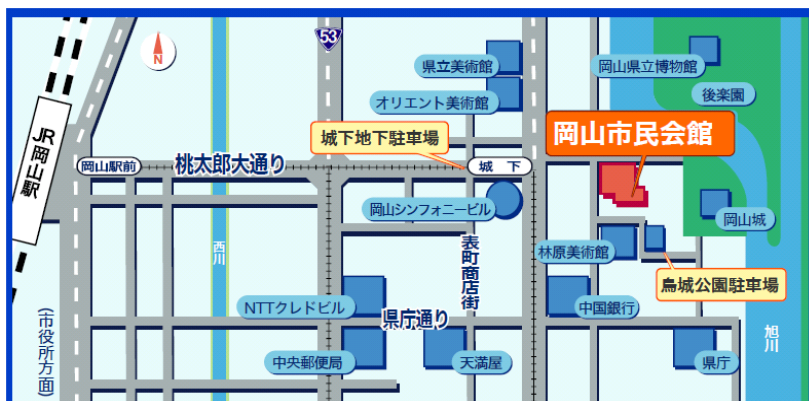 53
N
県立美術館
岡山県立博物館
後楽園
オリエント美術館
JR岡山駅
城下地下駐車場
岡山市民会館
岡山駅前
桃太郎大通り
城下
岡山シンフォニービル
岡山城
西川
表町商店街
林原美術館
烏城公園駐車場
NTTクレドビル
県庁通り
中国銀行
旭川
(市役所方面)
中央郵便局
天満屋
県庁